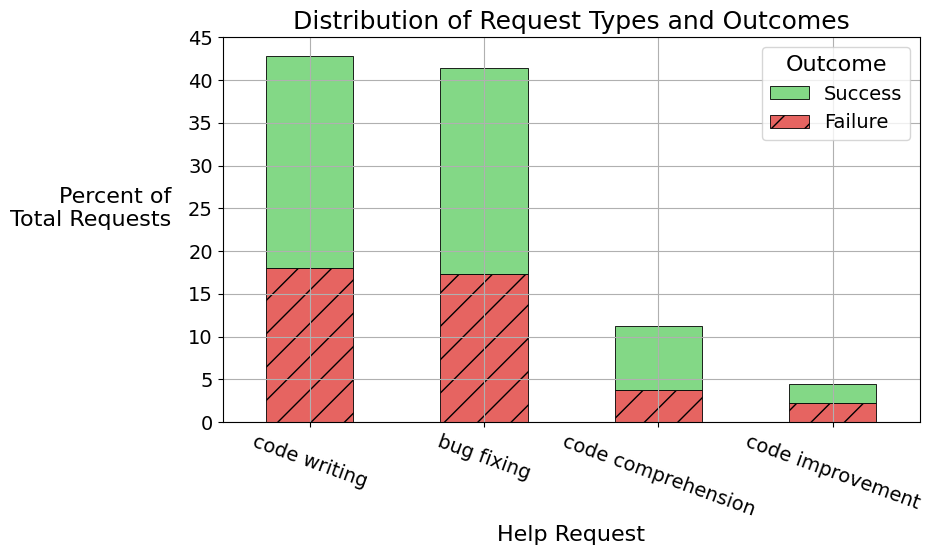 Distribution of Request Types and Outcomes
45
40
35
30
25
20
15
10
5
0
Percent of
Total Requests
Outcome
Success
Failure
code writing
bug fixing
code comprehension
code improvement
Help Request